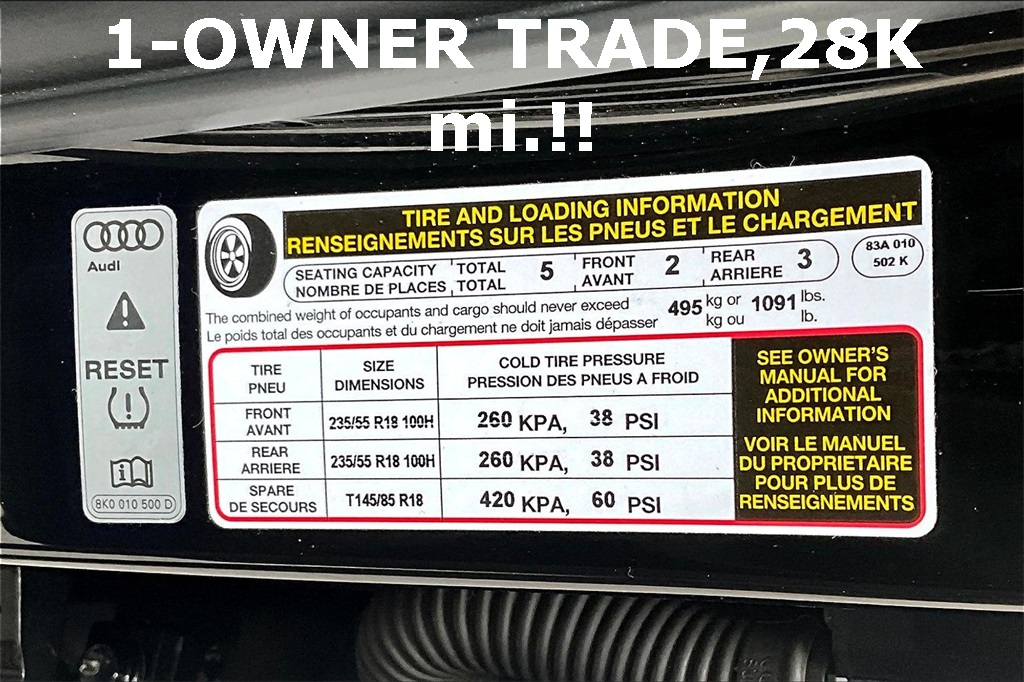 1-OWNER TRADE,28K
mi.!!
Audi
RESET
8K0 010 500 D
TIRE AND LOADING INFORMATION
RENSEIGNEMENTS SUR LES PNEUS ET LE CHARGEMENT
SEATING CAPACITY TOTAL 5 FRONT 2 REAR 3
NOMBRE DE PLACES TOTAL AVANT ARRIERE
83A 010
502 K
The combined weight of occupants and cargo should never exceed 495 kg or 1091 lbs.
Le poids total des occupants et du chargement ne doit jamais dépasser kg ou lb.
TIRE SIZE COLD TIRE PRESSURE
PNEU DIMENSIONS PRESSION DES PNEUS A FROID
FRONT
AVANT 235/55 R18 100H 260 KPA, 38 PSI
REAR
ARRIERE 235/55 R18 100H 260 KPA, 38 PSI
SPARE
DE SECOURS T145/85 R18 420 KPA, 60 PSI
SEE OWNER'S
MANUAL FOR
ADDITIONAL
INFORMATION
VOIR LE MANUEL
DU PROPRIETAIRE
POUR PLUS DE
RENSEIGNEMENTS